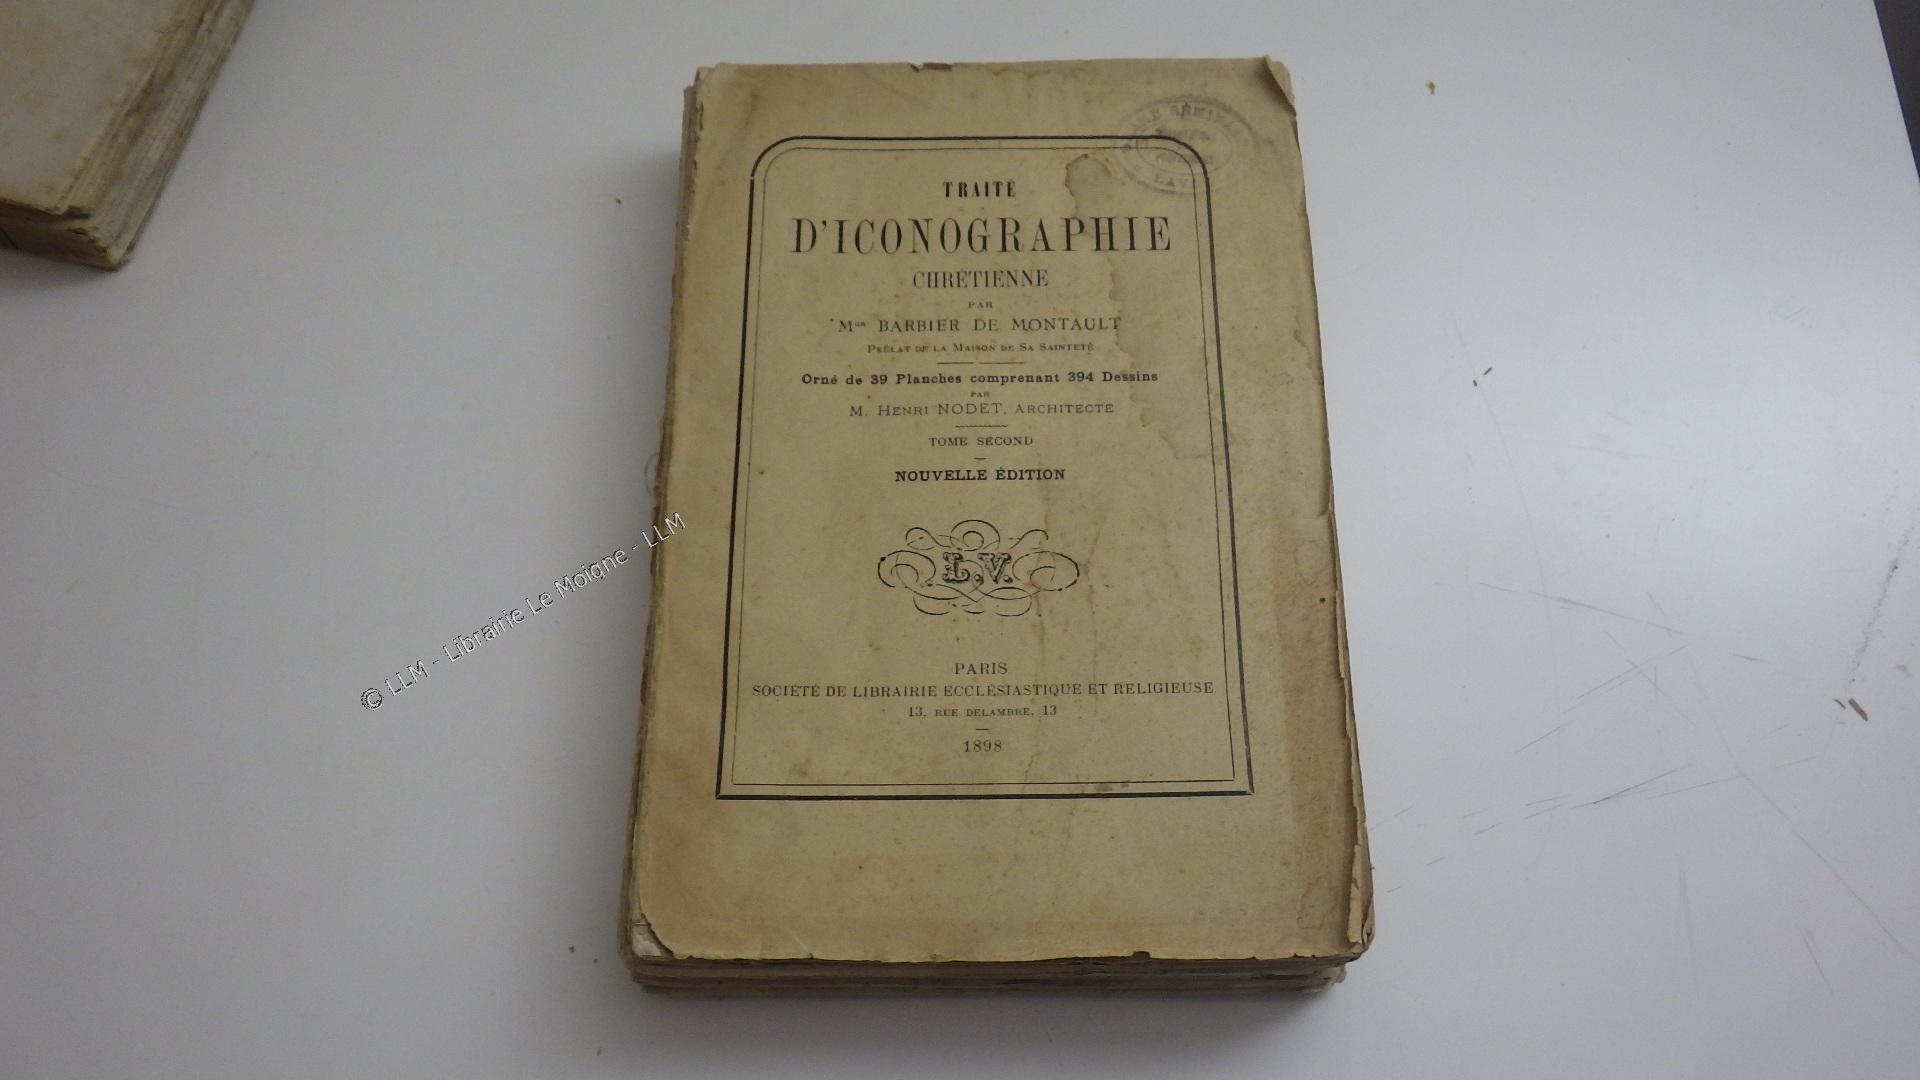 TRAITÉ
D'ICONOGRAPHIE
CHRÉTIENNE
PAR
Mgr BARBIER DE MONTAULT
PRÉLAT DE LA MAISON DE SA SAINTETÉ
Orné de 39 Planches comprenant 394 Dessins
PAR
M. HENRI NODET, ARCHITECTE
TOME SECOND
NOUVELLE ÉDITION
L.V.
PARIS
SOCIÉTÉ DE LIBRAIRIE ECCLÉSIASTIQUE ET RELIGIEUSE
13, RUE DELAMBRE, 13
1898
© LLM - Librairie Le Moigne - LLM